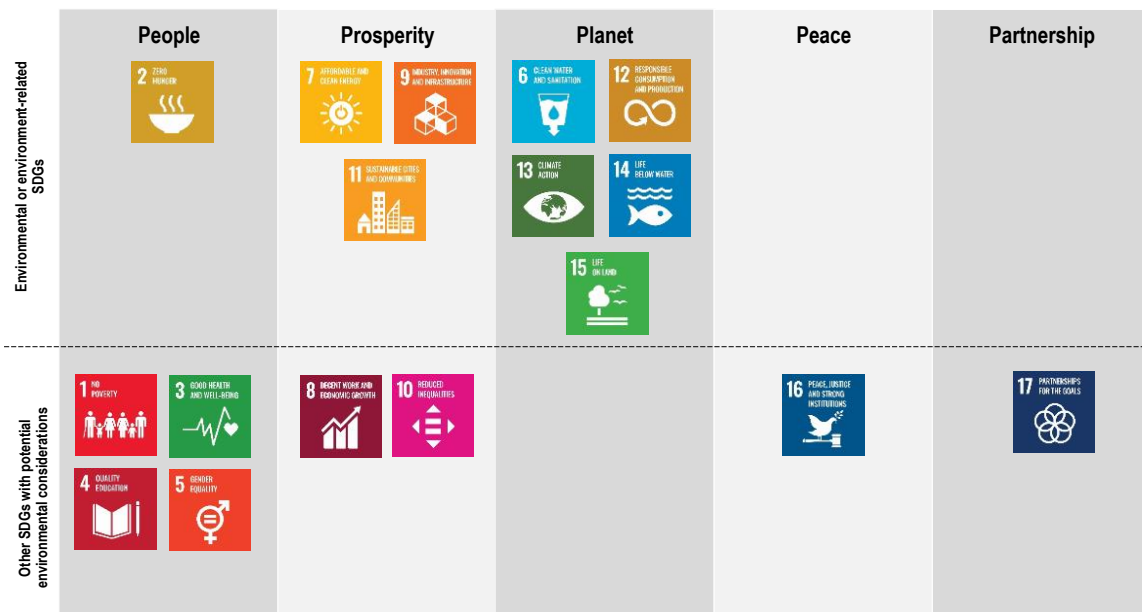 People
Prosperity
Planet
Peace
Partnership
Environmental or environment-related
SDGs
2 ZERO
HUNGER
7 AFFORDABLE AND
CLEAN ENERGY
9 INDUSTRY, INNOVATION
AND INFRASTRUCTURE
11 SUSTAINABLE CITIES
AND COMMUNITIES
6 CLEAN WATER
AND SANITATION
12 RESPONSIBLE
CONSUMPTION
AND PRODUCTION
13 CLIMATE
ACTION
14 LIFE
BELOW WATER
15 LIFE
ON LAND
Other SDGs with potential
environmental considerations
1 NO
POVERTY
3 GOOD HEALTH
AND WELL-BEING
4 QUALITY
EDUCATION
5 GENDER
EQUALITY
8 DECENT WORK AND
ECONOMIC GROWTH
10 REDUCED
INEQUALITIES
16 PEACE, JUSTICE
AND STRONG
INSTITUTIONS
17 PARTNERSHIPS
FOR THE GOALS